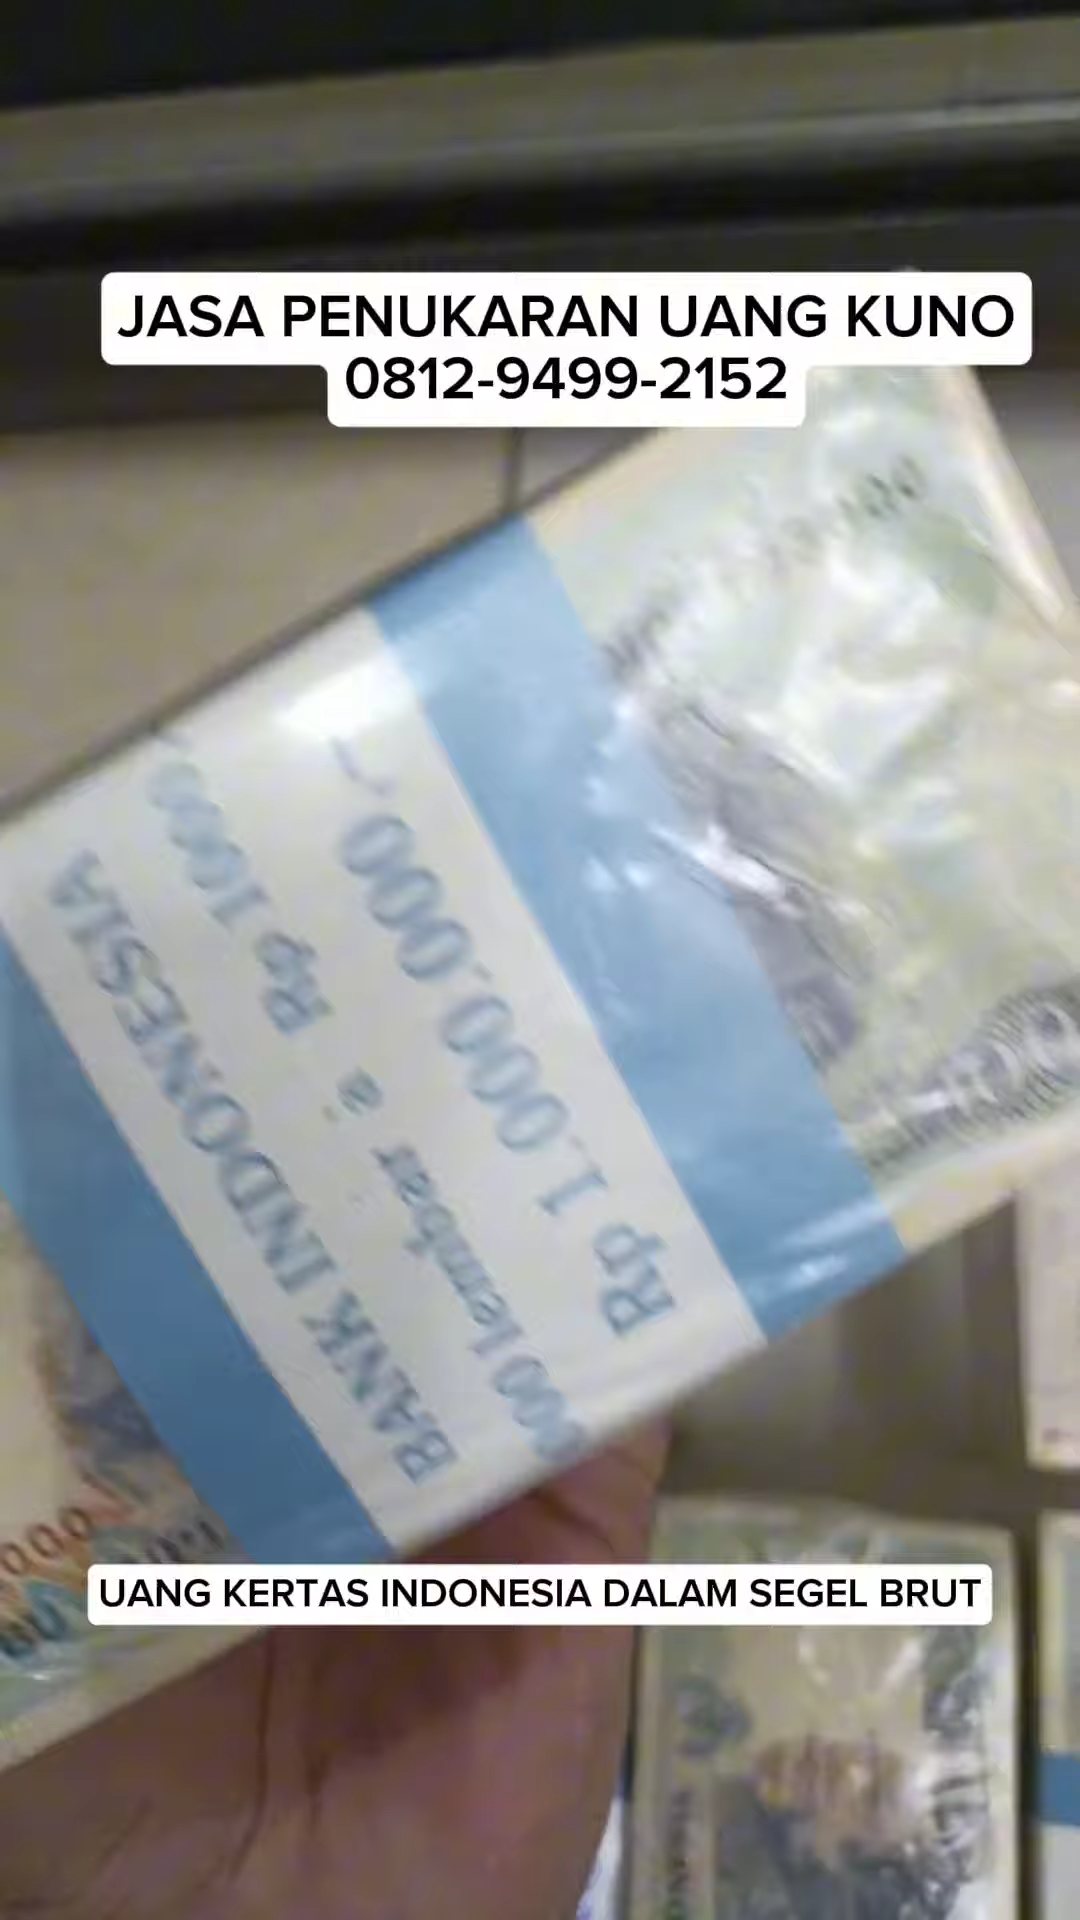 JASA PENUKARAN UANG KUNO
0812-9499-2152
BANK INDONESIA
lembar à Rp 1000
Rp 1.000.000,-
UANG KERTAS INDONESIA DALAM SEGEL BRUT